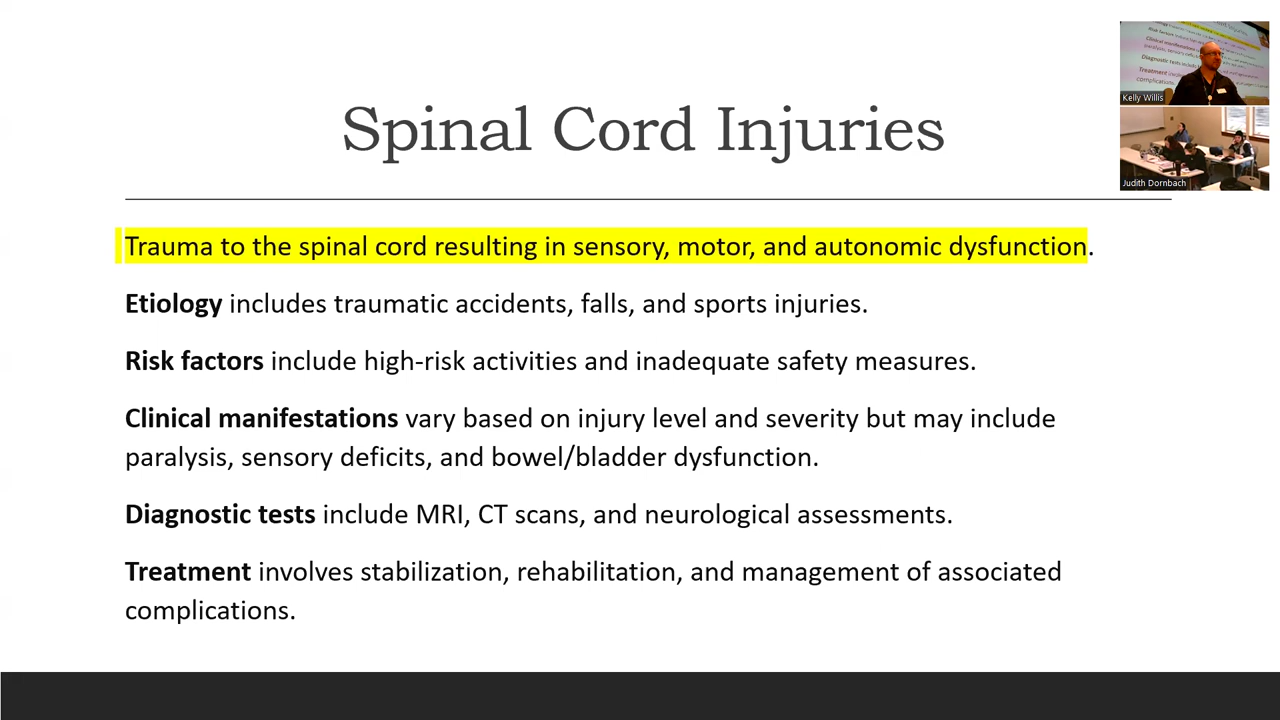 Spinal Cord Injuries
Trauma to the spinal cord resulting in sensory, motor, and autonomic dysfunction.
Etiology includes traumatic accidents, falls, and sports injuries.
Risk factors include high-risk activities and inadequate safety measures.
Clinical manifestations vary based on injury level and severity but may include
paralysis, sensory deficits, and bowel/bladder dysfunction.
Diagnostic tests include MRI, CT scans, and neurological assessments.
Treatment involves stabilization, rehabilitation, and management of associated
complications.
Kelly Willis
Judith Dornbach